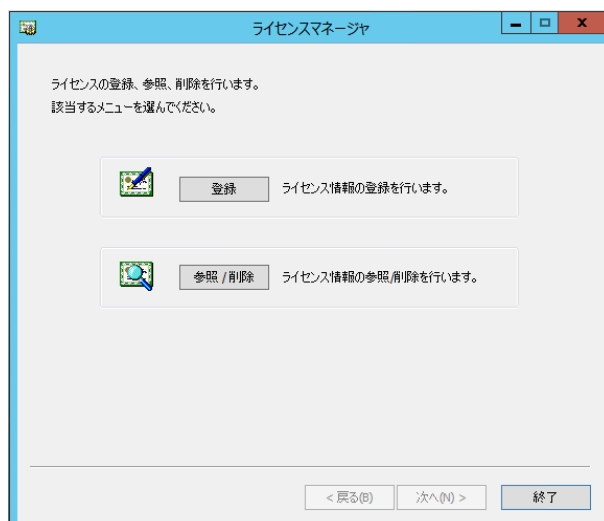 ライセンスマネージャ
ライセンスの登録、参照、削除を行います。
該当するメニューを選んでください。
登録 ライセンス情報の登録を行います。
参照 / 削除 ライセンス情報の参照/削除を行います。
< 戻る(B) 次へ(N) > 終了